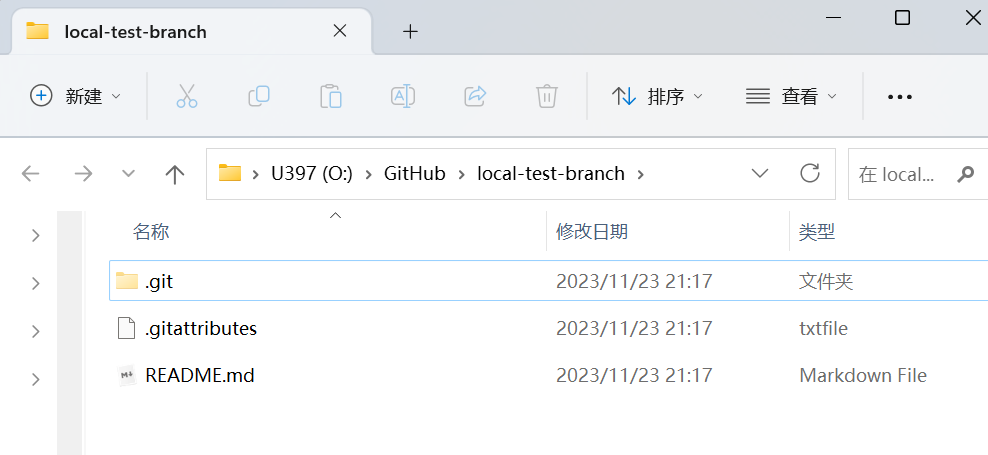 local-test-branch
新建 排序 查看
U397 (O:) GitHub local-test-branch 在 local...
名称 修改日期 类型
.git 2023/11/23 21:17 文件夹
.gitattributes 2023/11/23 21:17 txtfile
README.md 2023/11/23 21:17 Markdown File